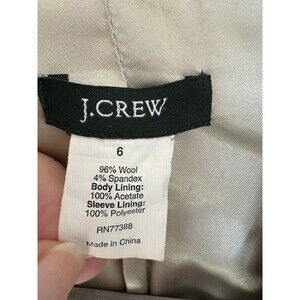 J.CREW
6
96% Wool
4% Spandex
Body Lining:
100% Acetate
Sleeve Lining:
100% Polyester
RN77388
Made in China